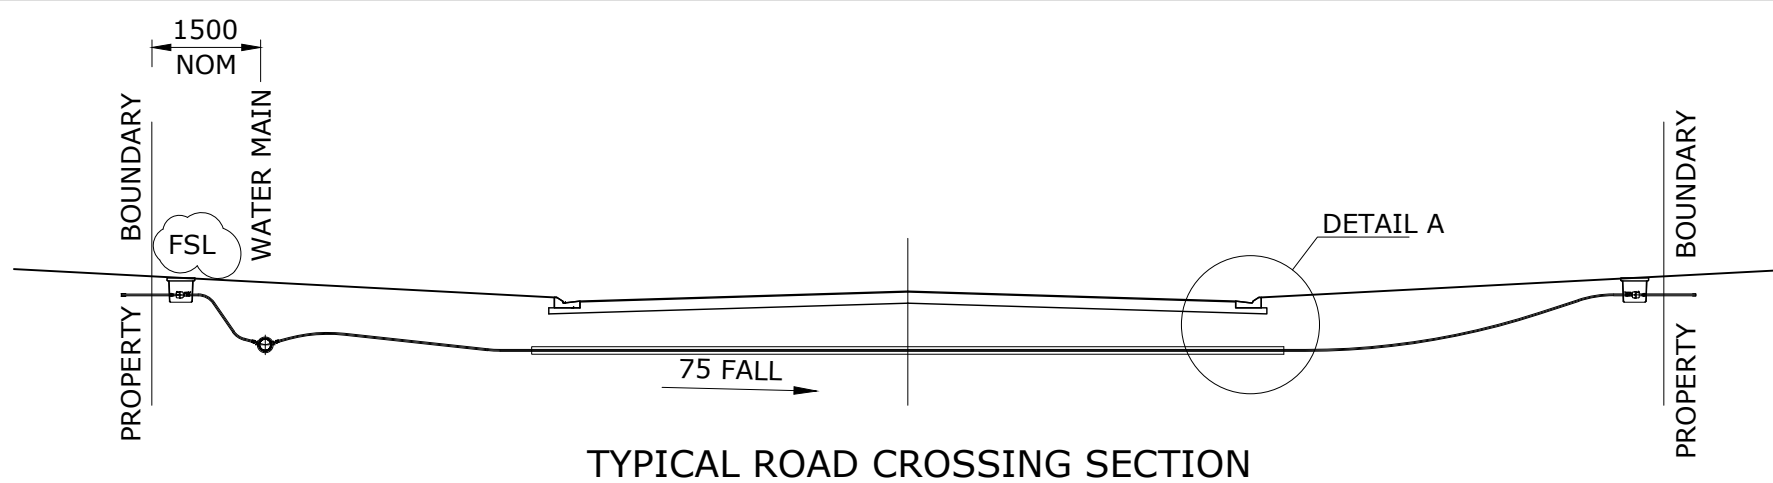 1500
NOM
PROPERTY BOUNDARY
WATER MAIN
FSL
75 FALL
DETAIL A
PROPERTY BOUNDARY
TYPICAL ROAD CROSSING SECTION